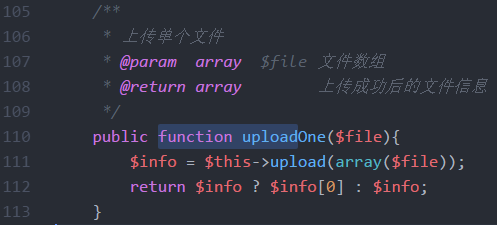 105 /**
106 * 上传单个文件
107 * @param array $file 文件数组
108 * @return array 上传成功后的文件信息
109 */
110 public function uploadOne($file){
111 $info = $this->upload(array($file));
112 return $info ? $info[0] : $info;
113 }